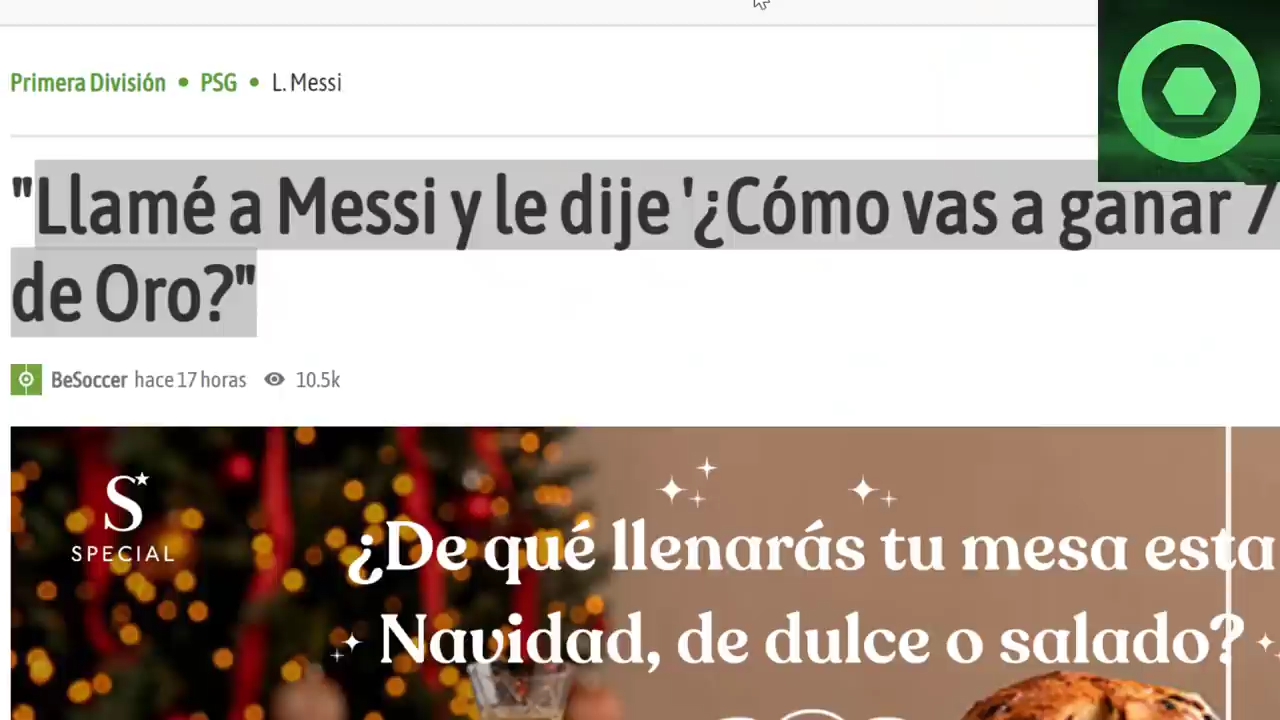 Primera División • PSG • L. Messi
"Llamé a Messi y le dije '¿Cómo vas a ganar 7
de Oro?"
BeSoccer hace 17 horas 10.5k
S
SPECIAL
¿De qué llenarás tu mesa esta
Navidad, de dulce o salado?